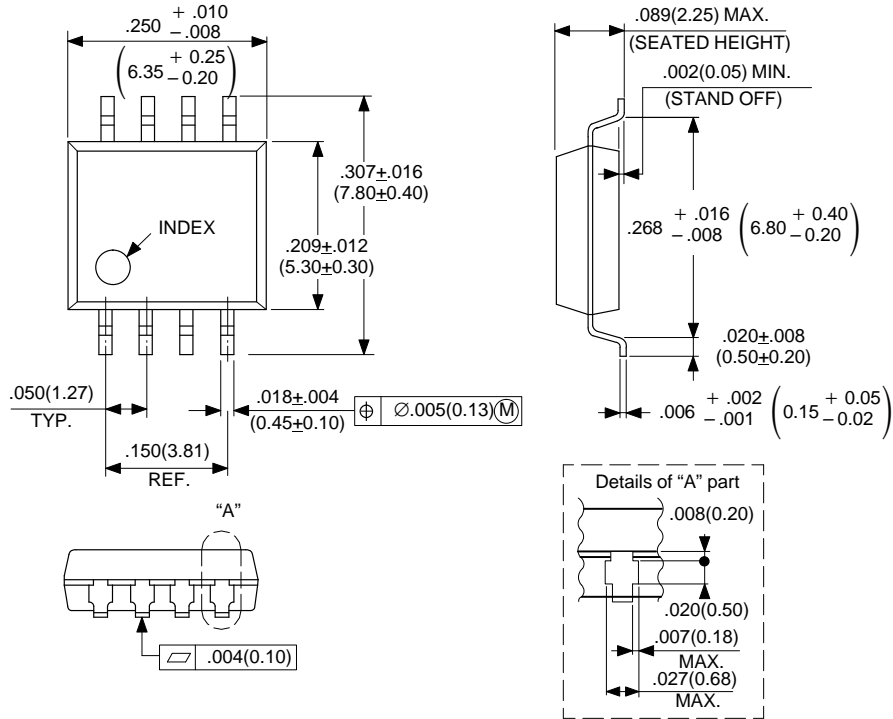 .250 + .010 – .008
(6.35 + 0.25 – 0.20)
INDEX
.307±.016
(7.80±0.40)
.209±.012
(5.30±0.30)
.050(1.27)
TYP.
.018±.004
(0.45±0.10)
⌖ Ø.005(0.13)Ⓜ
.150(3.81)
REF.
.089(2.25) MAX.
(SEATED HEIGHT)
.002(0.05) MIN.
(STAND OFF)
.268 + .016 – .008 (6.80 + 0.40 – 0.20)
.020±.008
(0.50±0.20)
.006 + .002 – .001 (0.15 + 0.05 – 0.02)
“A”
⏥ .004(0.10)
Details of “A” part
.008(0.20)
.020(0.50)
.007(0.18)
MAX.
.027(0.68)
MAX.